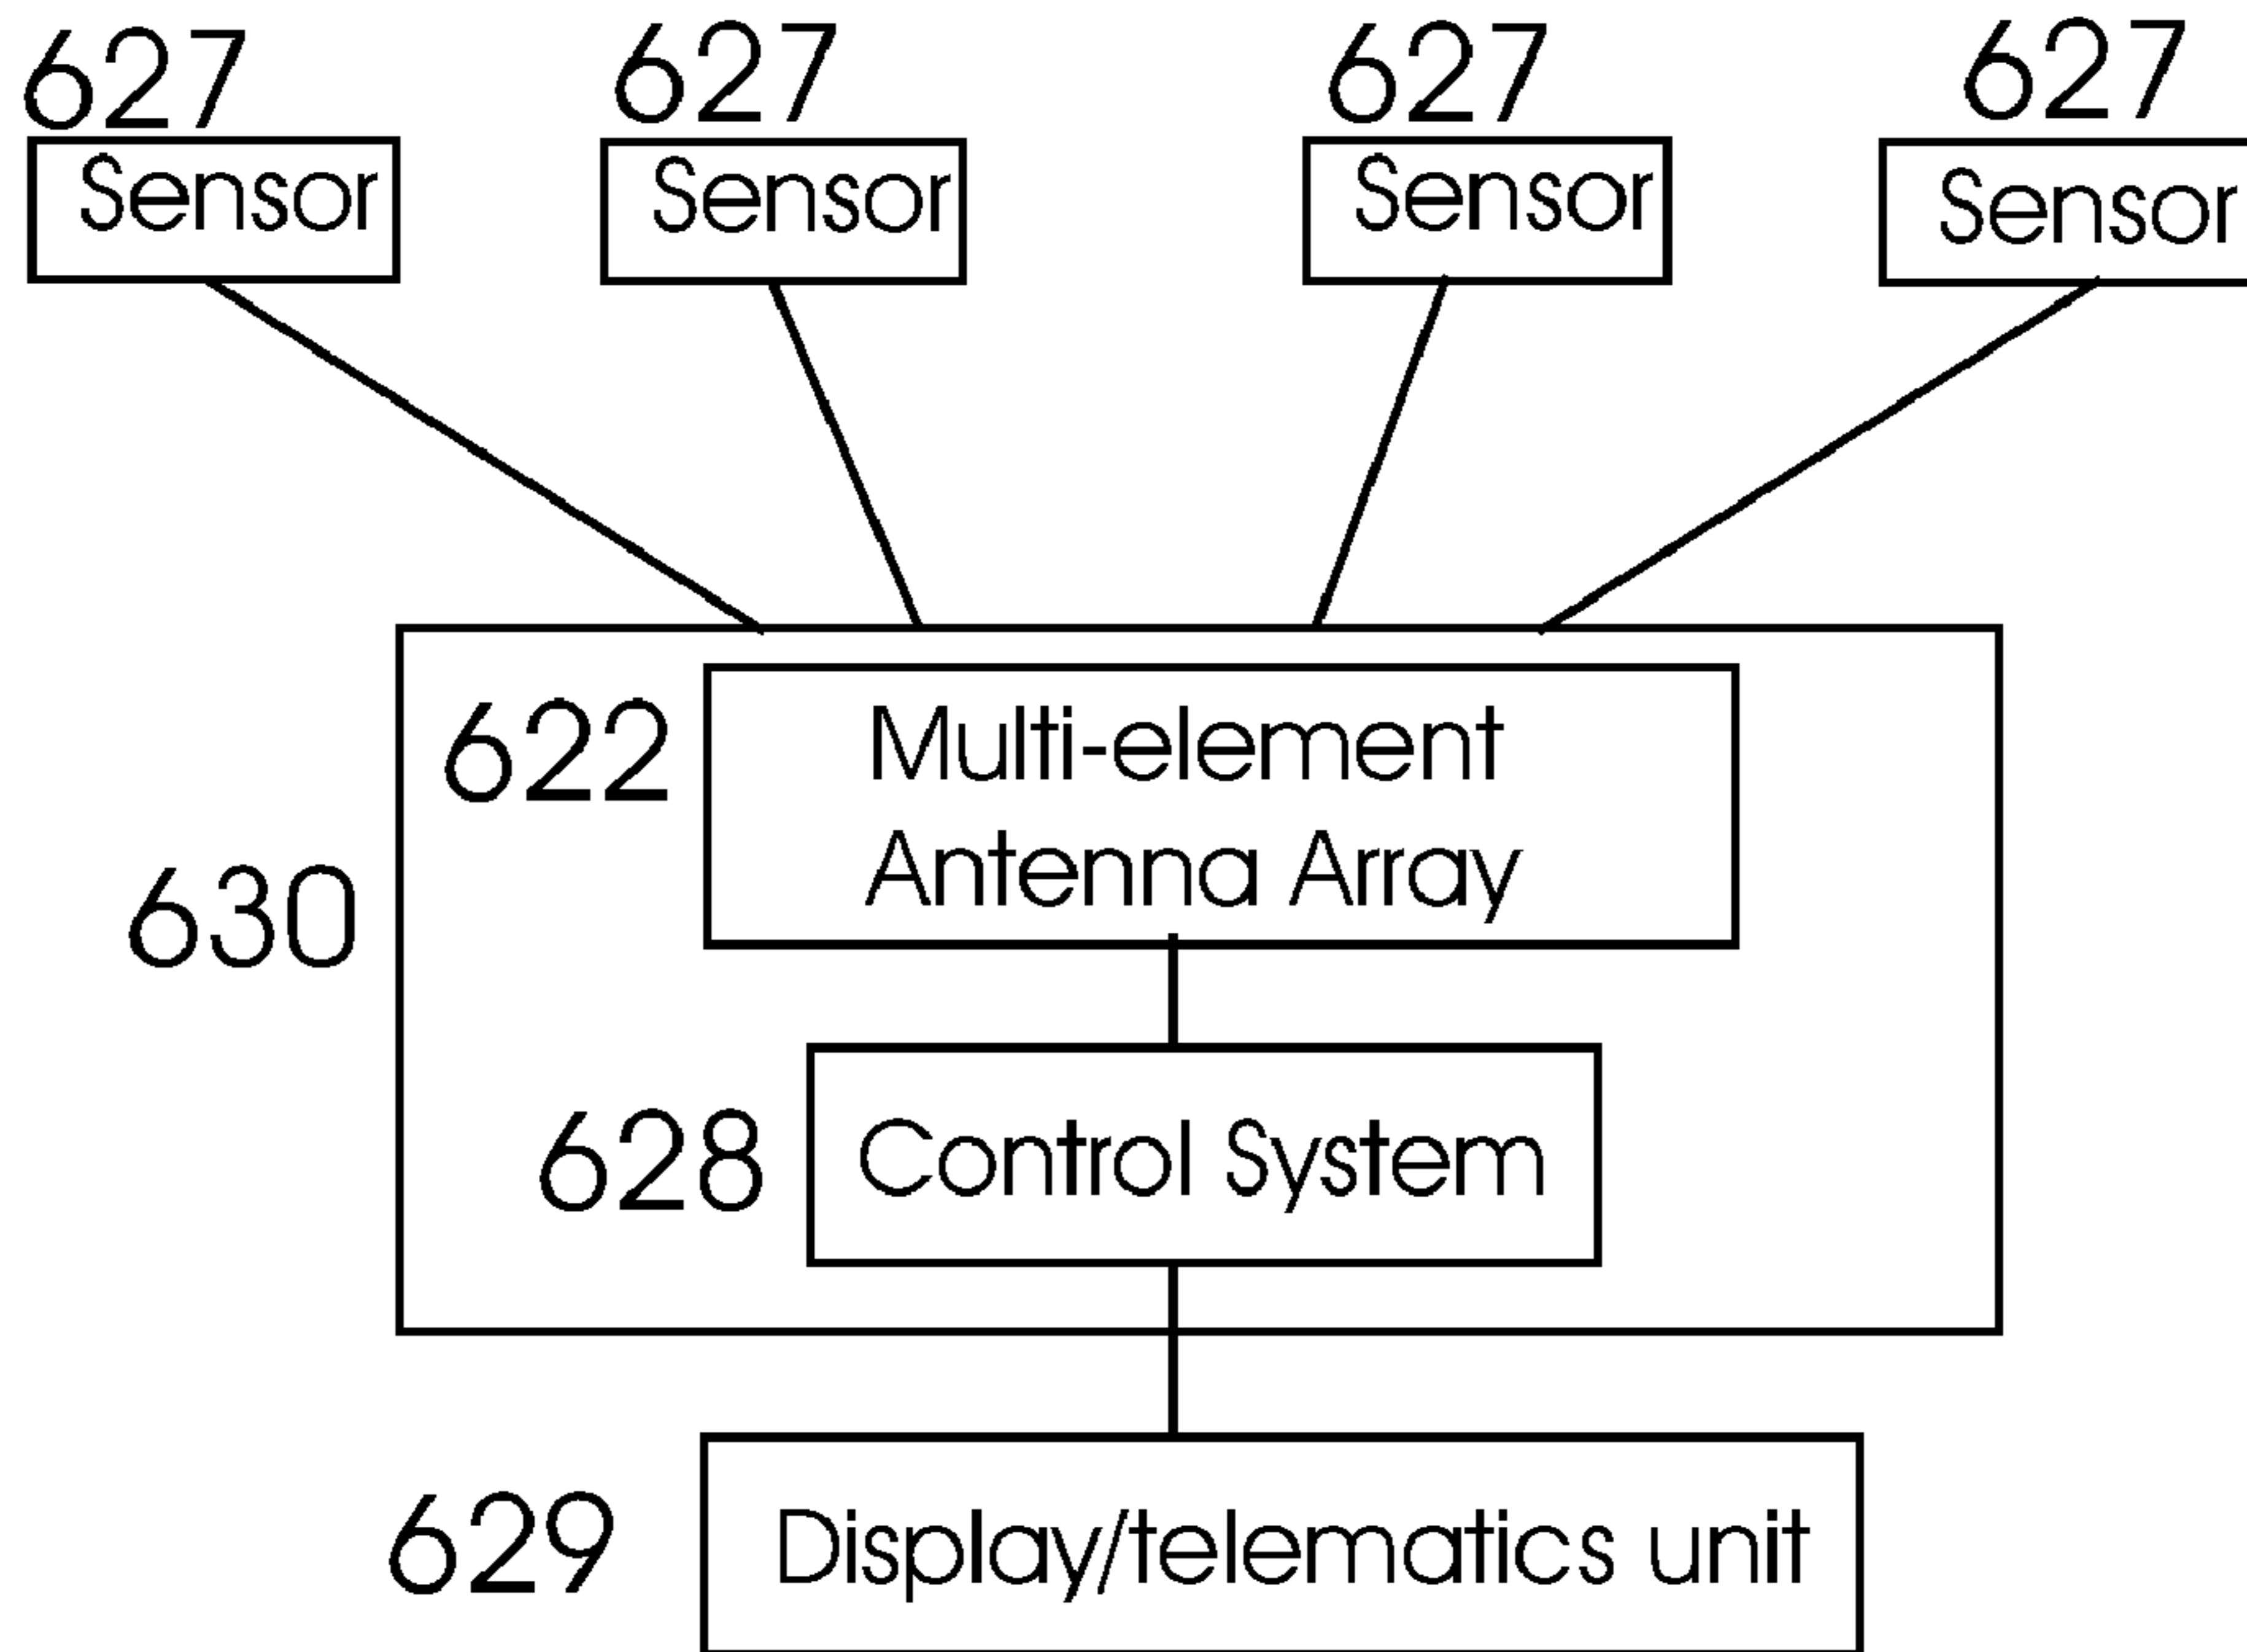 627 627 627 627
Sensor Sensor Sensor Sensor
622
Multi-element
Antenna Array
630
628 Control System
629 Display/telematics unit